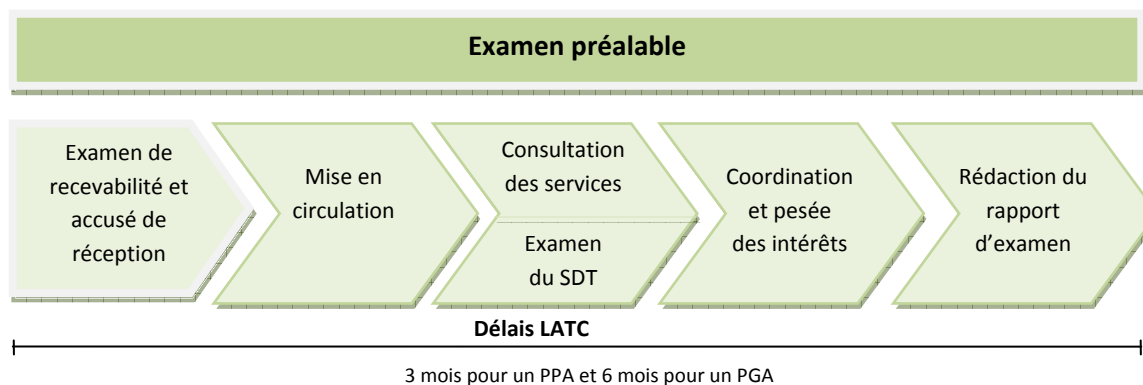 Examen préalable
Examen de
recevabilité et
accusé de
réception
Mise en
circulation
Consultation
des services
Examen
du SDT
Coordination
et pesée
des intérêts
Rédaction du
rapport
d'examen
Délais LATC
3 mois pour un PPA et 6 mois pour un PGA